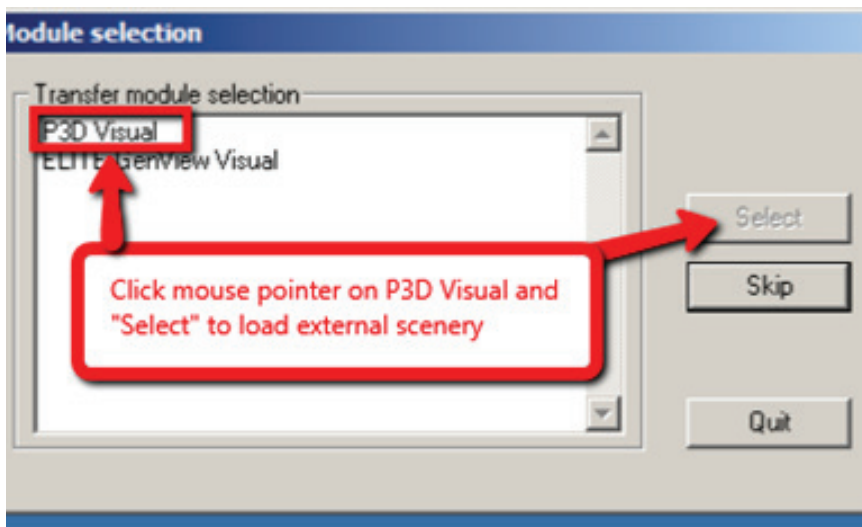 Module selection
Transfer module selection
P3D Visual
ELITE GenView Visual
Select
Click mouse pointer on P3D Visual and
"Select" to load external scenery
Skip
Quit